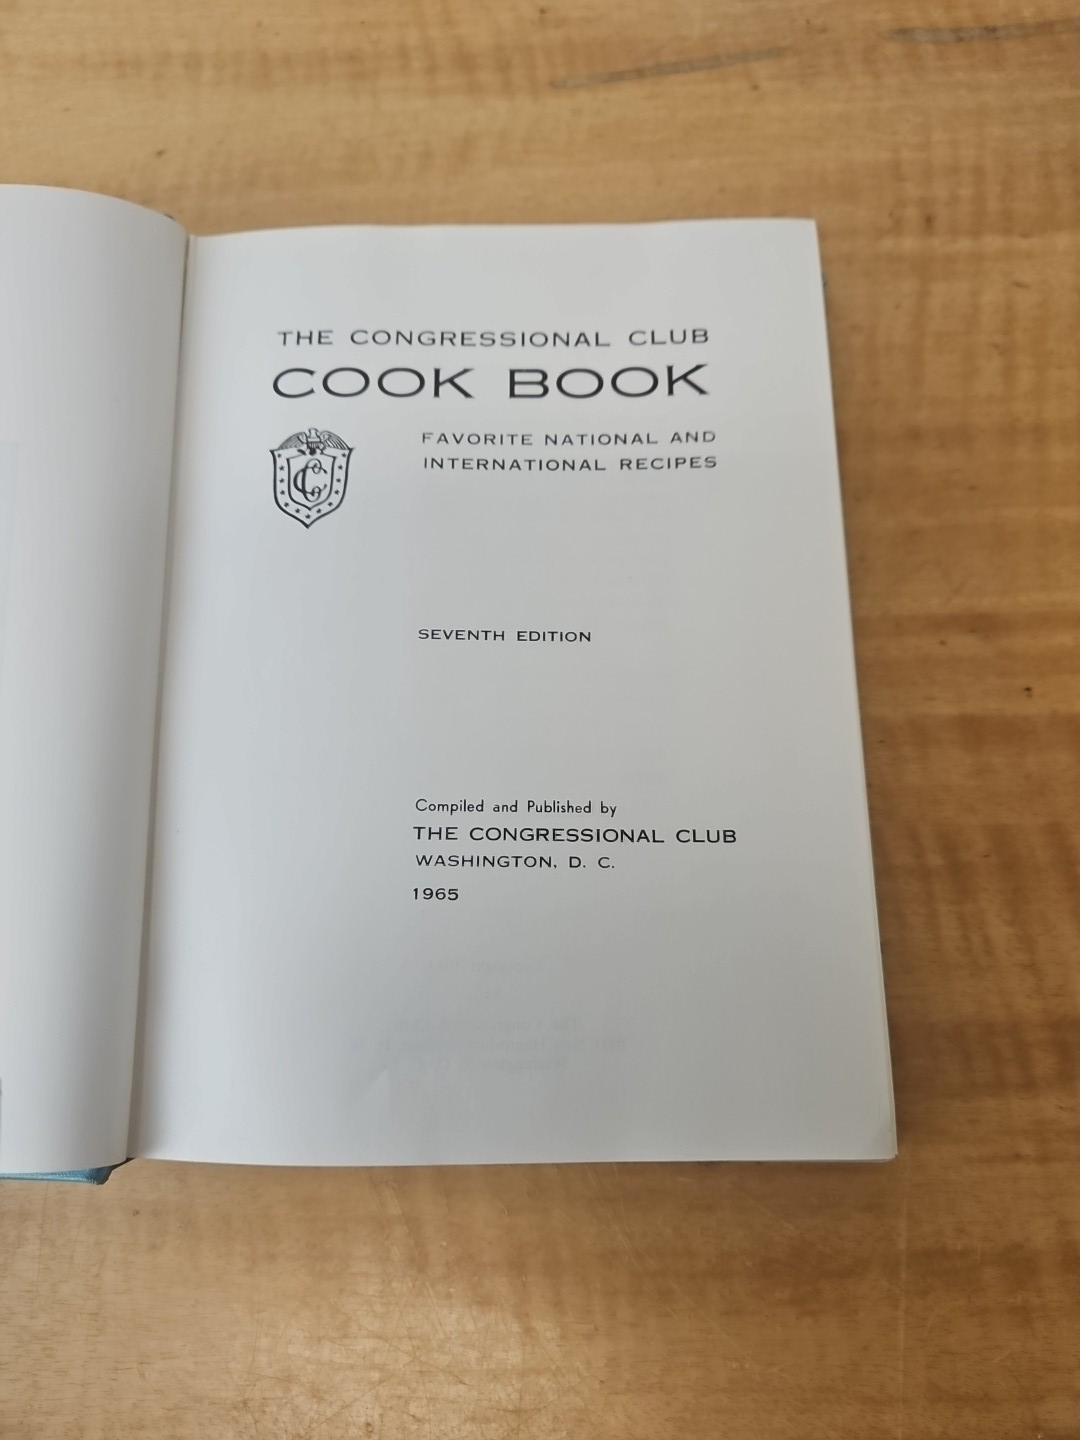 THE CONGRESSIONAL CLUB
COOK BOOK
FAVORITE NATIONAL AND
INTERNATIONAL RECIPES
CC
SEVENTH EDITION
Compiled and Published by
THE CONGRESSIONAL CLUB
WASHINGTON, D. C.
1965